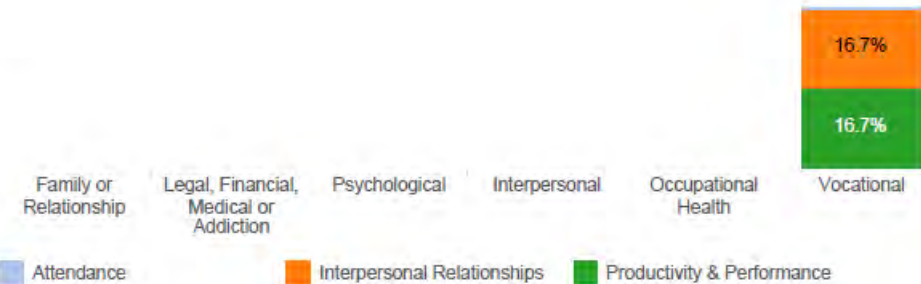 16.7%
16.7%
Family or
Relationship
Legal, Financial,
Medical or
Addiction
Psychological
Interpersonal
Occupational
Health
Vocational
Attendance
Interpersonal Relationships
Productivity & Performance